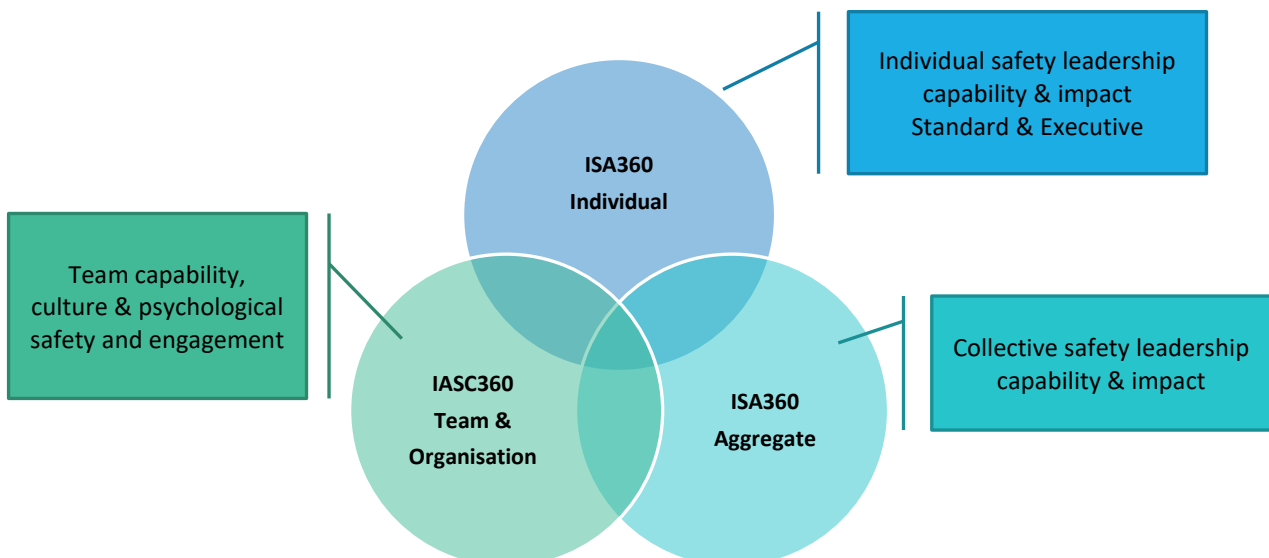 Individual safety leadership
capability & impact
Standard & Executive
ISA360
Individual
Team capability,
culture & psychological
safety and engagement
Collective safety leadership
capability & impact
IASC360
Team &
Organisation
ISA360
Aggregate